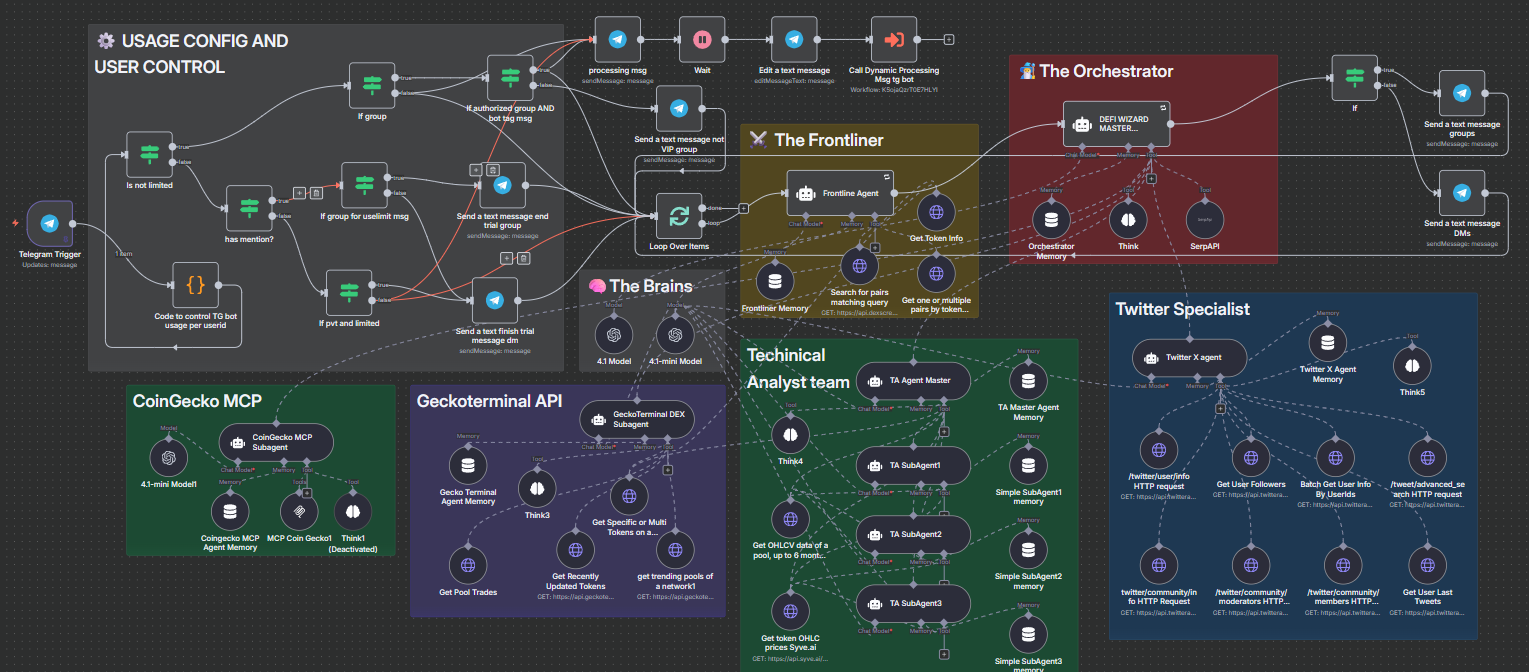 USAGE CONFIG AND
USER CONTROL
Telegram Trigger
Updates: message
1 item
Is not limited
true
false
Code to control TG bot
usage per userid
has mention?
true
false
If group
true
false
If group for uselimit msg
true
false
If pvt and limited
true
false
If authorized group AND
bot tag msg
true
false
Send a text message end
trial group
sendMessage: message
Send a text finish trial
message dm
sendMessage: message
processing msg
sendMessage: message
Wait
Edit a text message
editMessageText: message
Call Dynamic Processing
Msg tg bot
Send a text message not
VIP group
sendMessage: message
Loop Over Items
done
loop
The Frontliner
Frontline Agent
Chat Model*
Memory
Tool
Memory
Frontliner Memory
Search for pairs
matching query
GET: https://api.dexscre...
Get Token Info
Get one or multiple
pairs by token...
The Orchestrator
DEFI WIZARD
MASTER...
Chat Model*
Memory
Tool
Memory
Orchestrator
Memory
Tool
Think
Tool
SerpAPI
If
true
false
Send a text message
groups
sendMessage: message
Send a text message
DMs
sendMessage: message
The Brains
Model
4.1 Model
Model
4.1-mini Model
CoinGecko MCP
CoinGecko MCP
Subagent
Chat Model*
Memory
Tool
Model
4.1-mini Model1
Memory
Coingecko MCP
Agent Memory
Tools
MCP Coin Gecko1
Tool
Think1
(Deactivated)
Geckoterminal API
GeckoTerminal DEX
Subagent
Chat Model*
Memory
Tool
Memory
Gecko Terminal
Agent Memory
Tool
Think3
Get Specific or Multi
Tokens on a...
Get Pool Trades
Get Recently
Updated Tokens
GET: https://api.geckote...
get trending pools of
a network1
GET: https://api.geckote...
Techinical
Analyst team
TA Agent Master
Chat Model*
Memory
Tool
Memory
TA Master Agent
Memory
Tool
Think4
TA SubAgent1
Chat Model*
Memory
Tool
Memory
Simple SubAgent1
memory
Get OHLCV data of a
pool, up to 6 mont...
TA SubAgent2
Chat Model*
Memory
Tool
Memory
Simple SubAgent2
memory
TA SubAgent3
Chat Model*
Memory
Tool
Memory
Simple SubAgent3
memory
Get token OHLC
prices Syve.ai
GET: https://api.syve.ai/...
Twitter Specialist
Twitter X agent
Chat Model*
Memory
Tool
Memory
Twitter X Agent
Memory
Tool
Think5
/twitter/user/info
HTTP request
GET: https://api.twittera...
Get User Followers
GET: https://api.twittera...
Batch Get User Info
By UserIds
GET: https://api.twittera...
/tweet/advanced_se
arch HTTP request
GET: https://api.twittera...
twitter/community/in
fo HTTP Request
GET: https://api.twittera...
/twitter/community/
moderators HTTP...
GET: https://api.twittera...
/twitter/community/
members HTTP...
GET: https://api.twittera...
Get User Last
Tweets
GET: https://api.twittera...